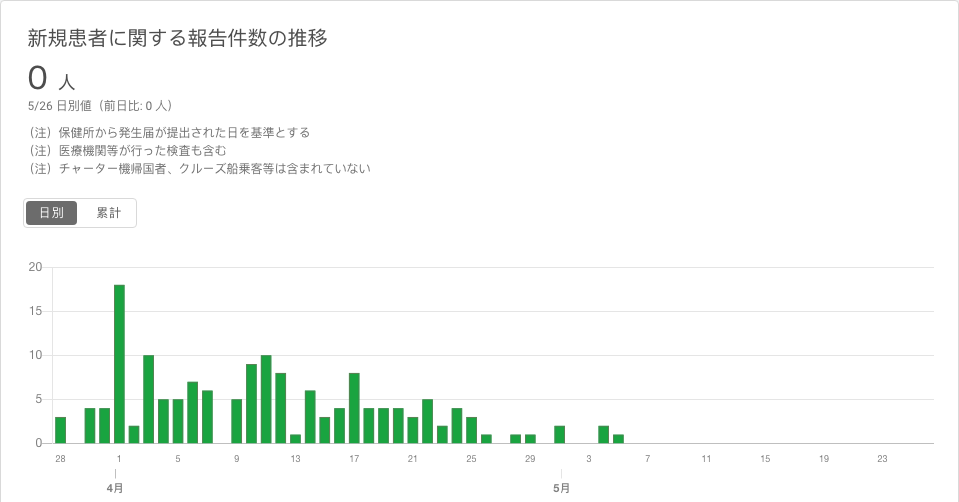 新規患者に関する報告件数の推移
0 人
5/26 日別値（前日比: 0 人）
（注）保健所から発生届が提出された日を基準とする
（注）医療機関等が行った検査も含む
（注）チャーター機帰国者、クルーズ船乗客等は含まれていない
日別 累計
20
15
10
5
0
28 1 5 9 13 17 21 25 29 3 7 11 15 19 23
4月 5月